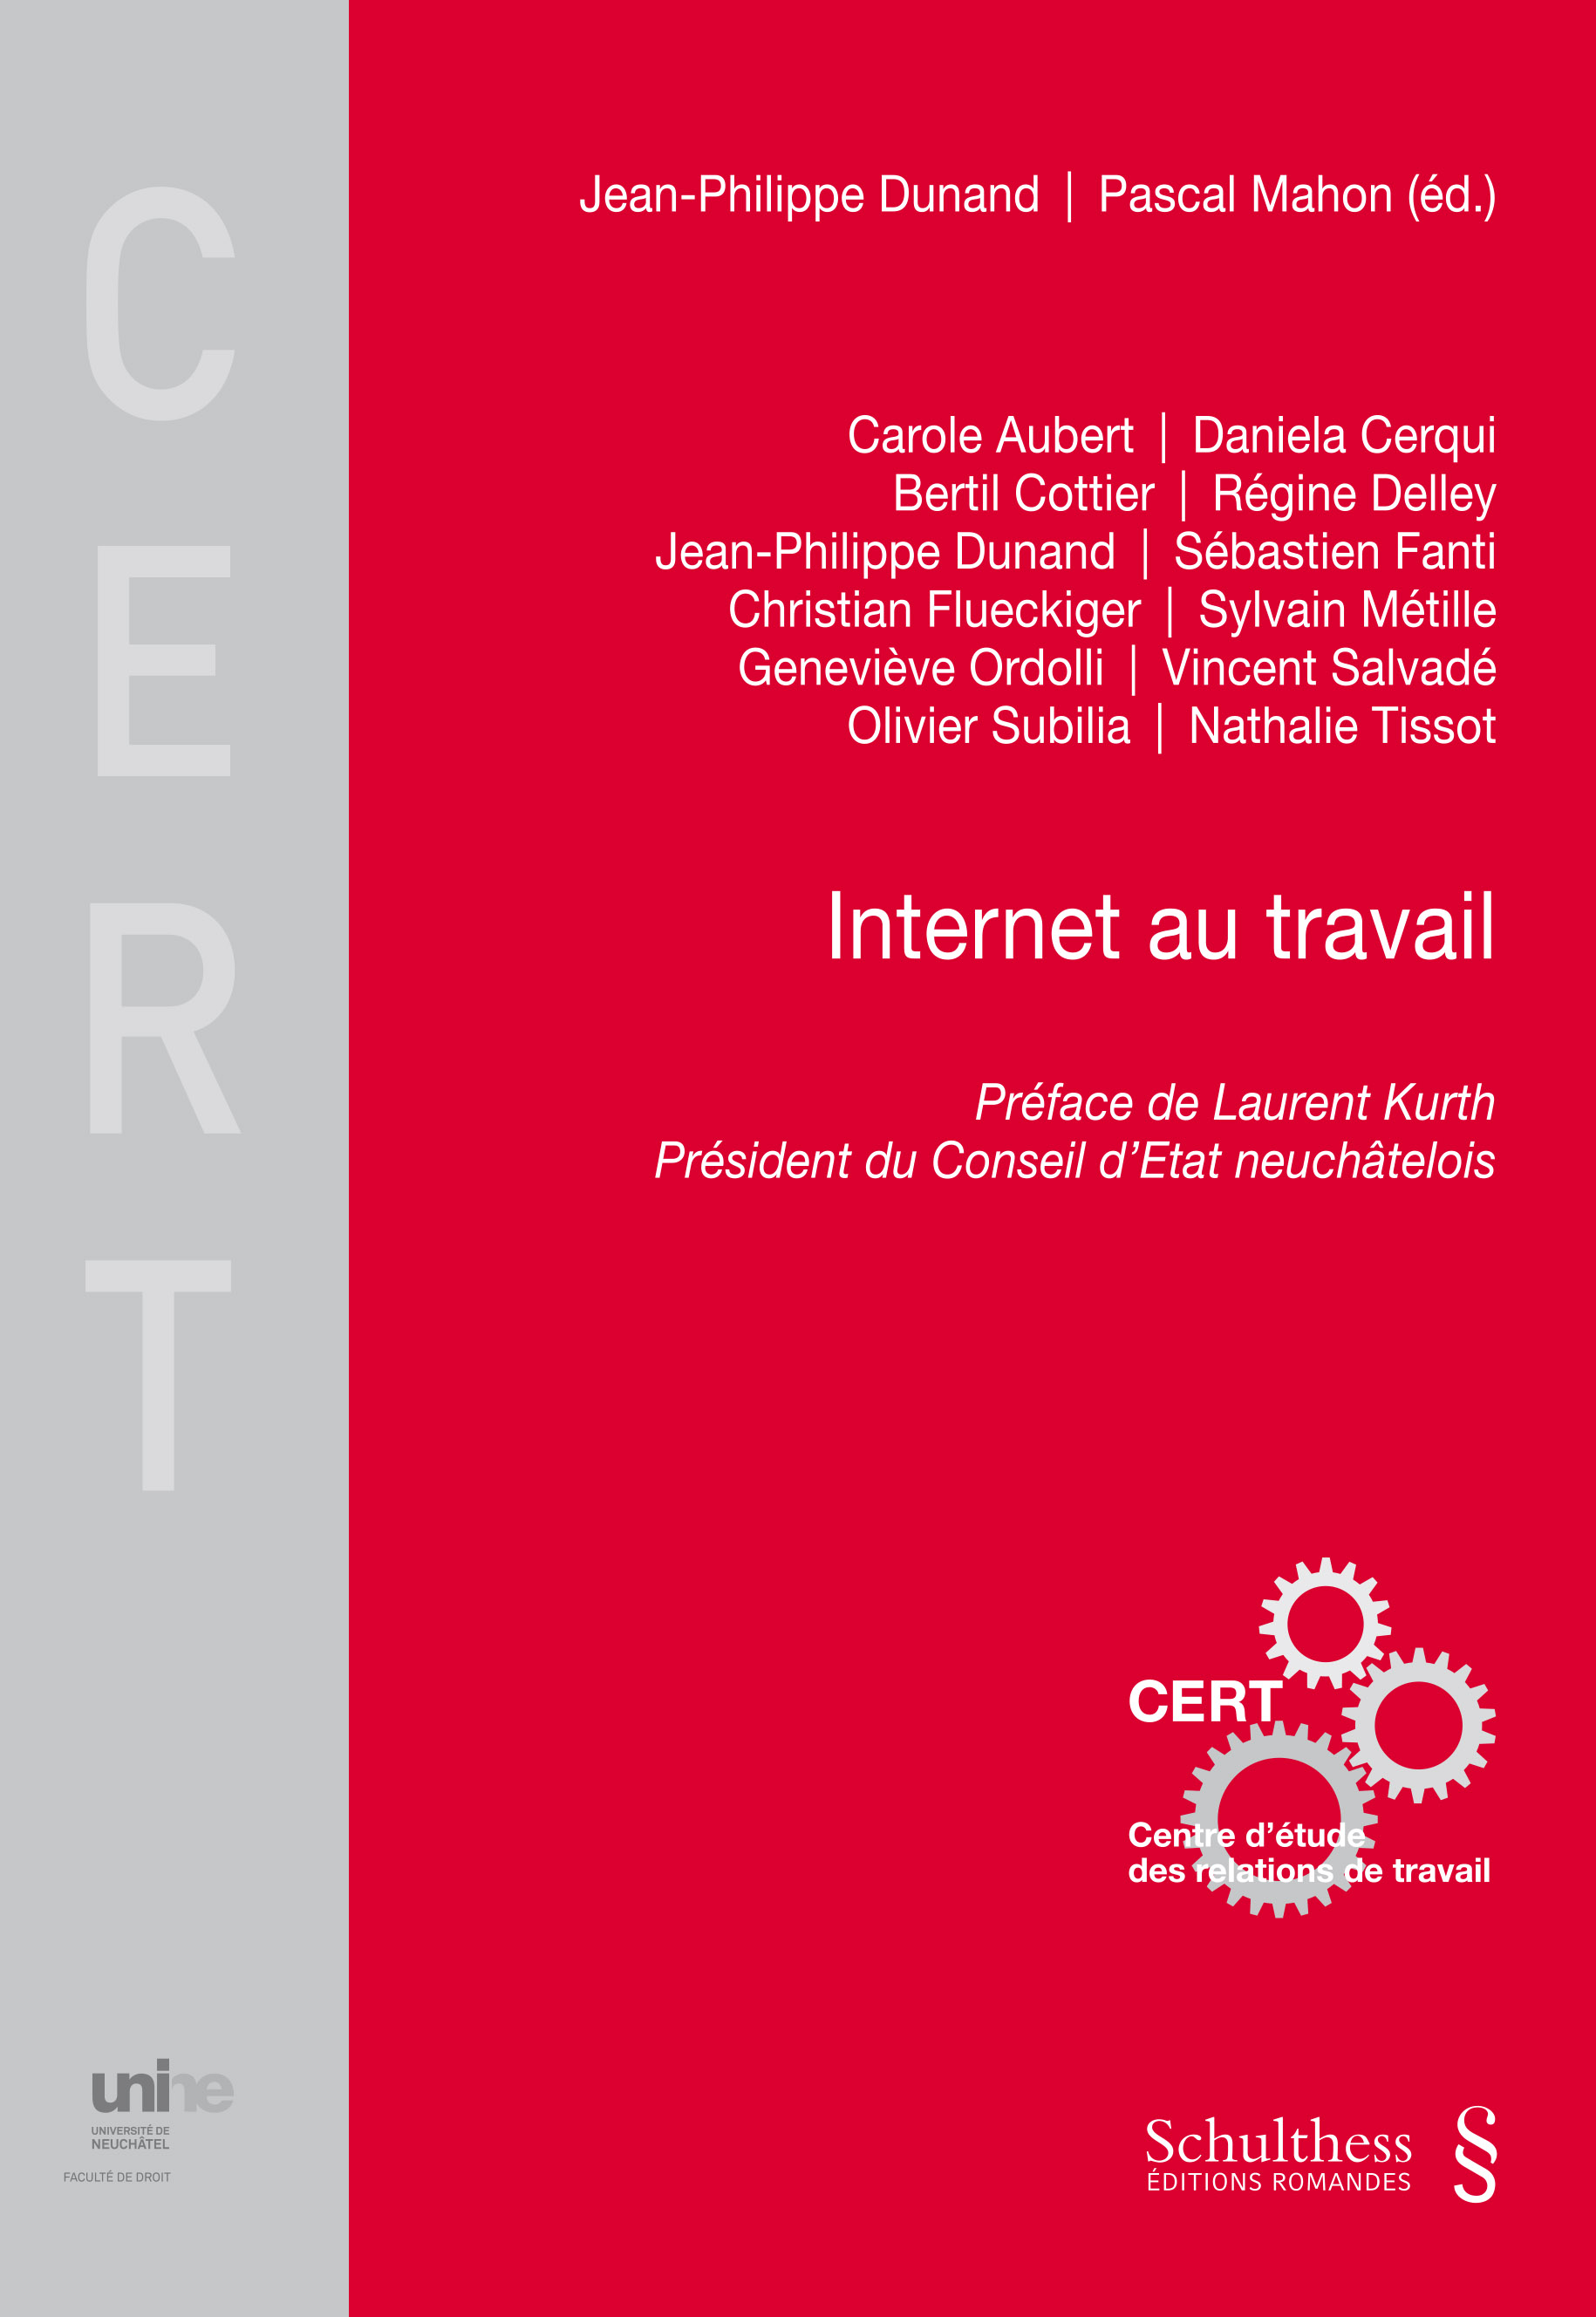 CERT
Jean-Philippe Dunand | Pascal Mahon (éd.)
Carole Aubert | Daniela Cerqui
Bertil Cottier | Régine Delley
Jean-Philippe Dunand | Sébastien Fanti
Christian Flueckiger | Sylvain Métille
Geneviève Ordolli | Vincent Salvadé
Olivier Subilia | Nathalie Tissot
Internet au travail
Préface de Laurent Kurth
Président du Conseil d’Etat neuchâtelois
CERT
Centre d’étude
des relations de travail
unine
UNIVERSITÉ DE
NEUCHÂTEL
FACULTÉ DE DROIT
Schulthess §
ÉDITIONS ROMANDES